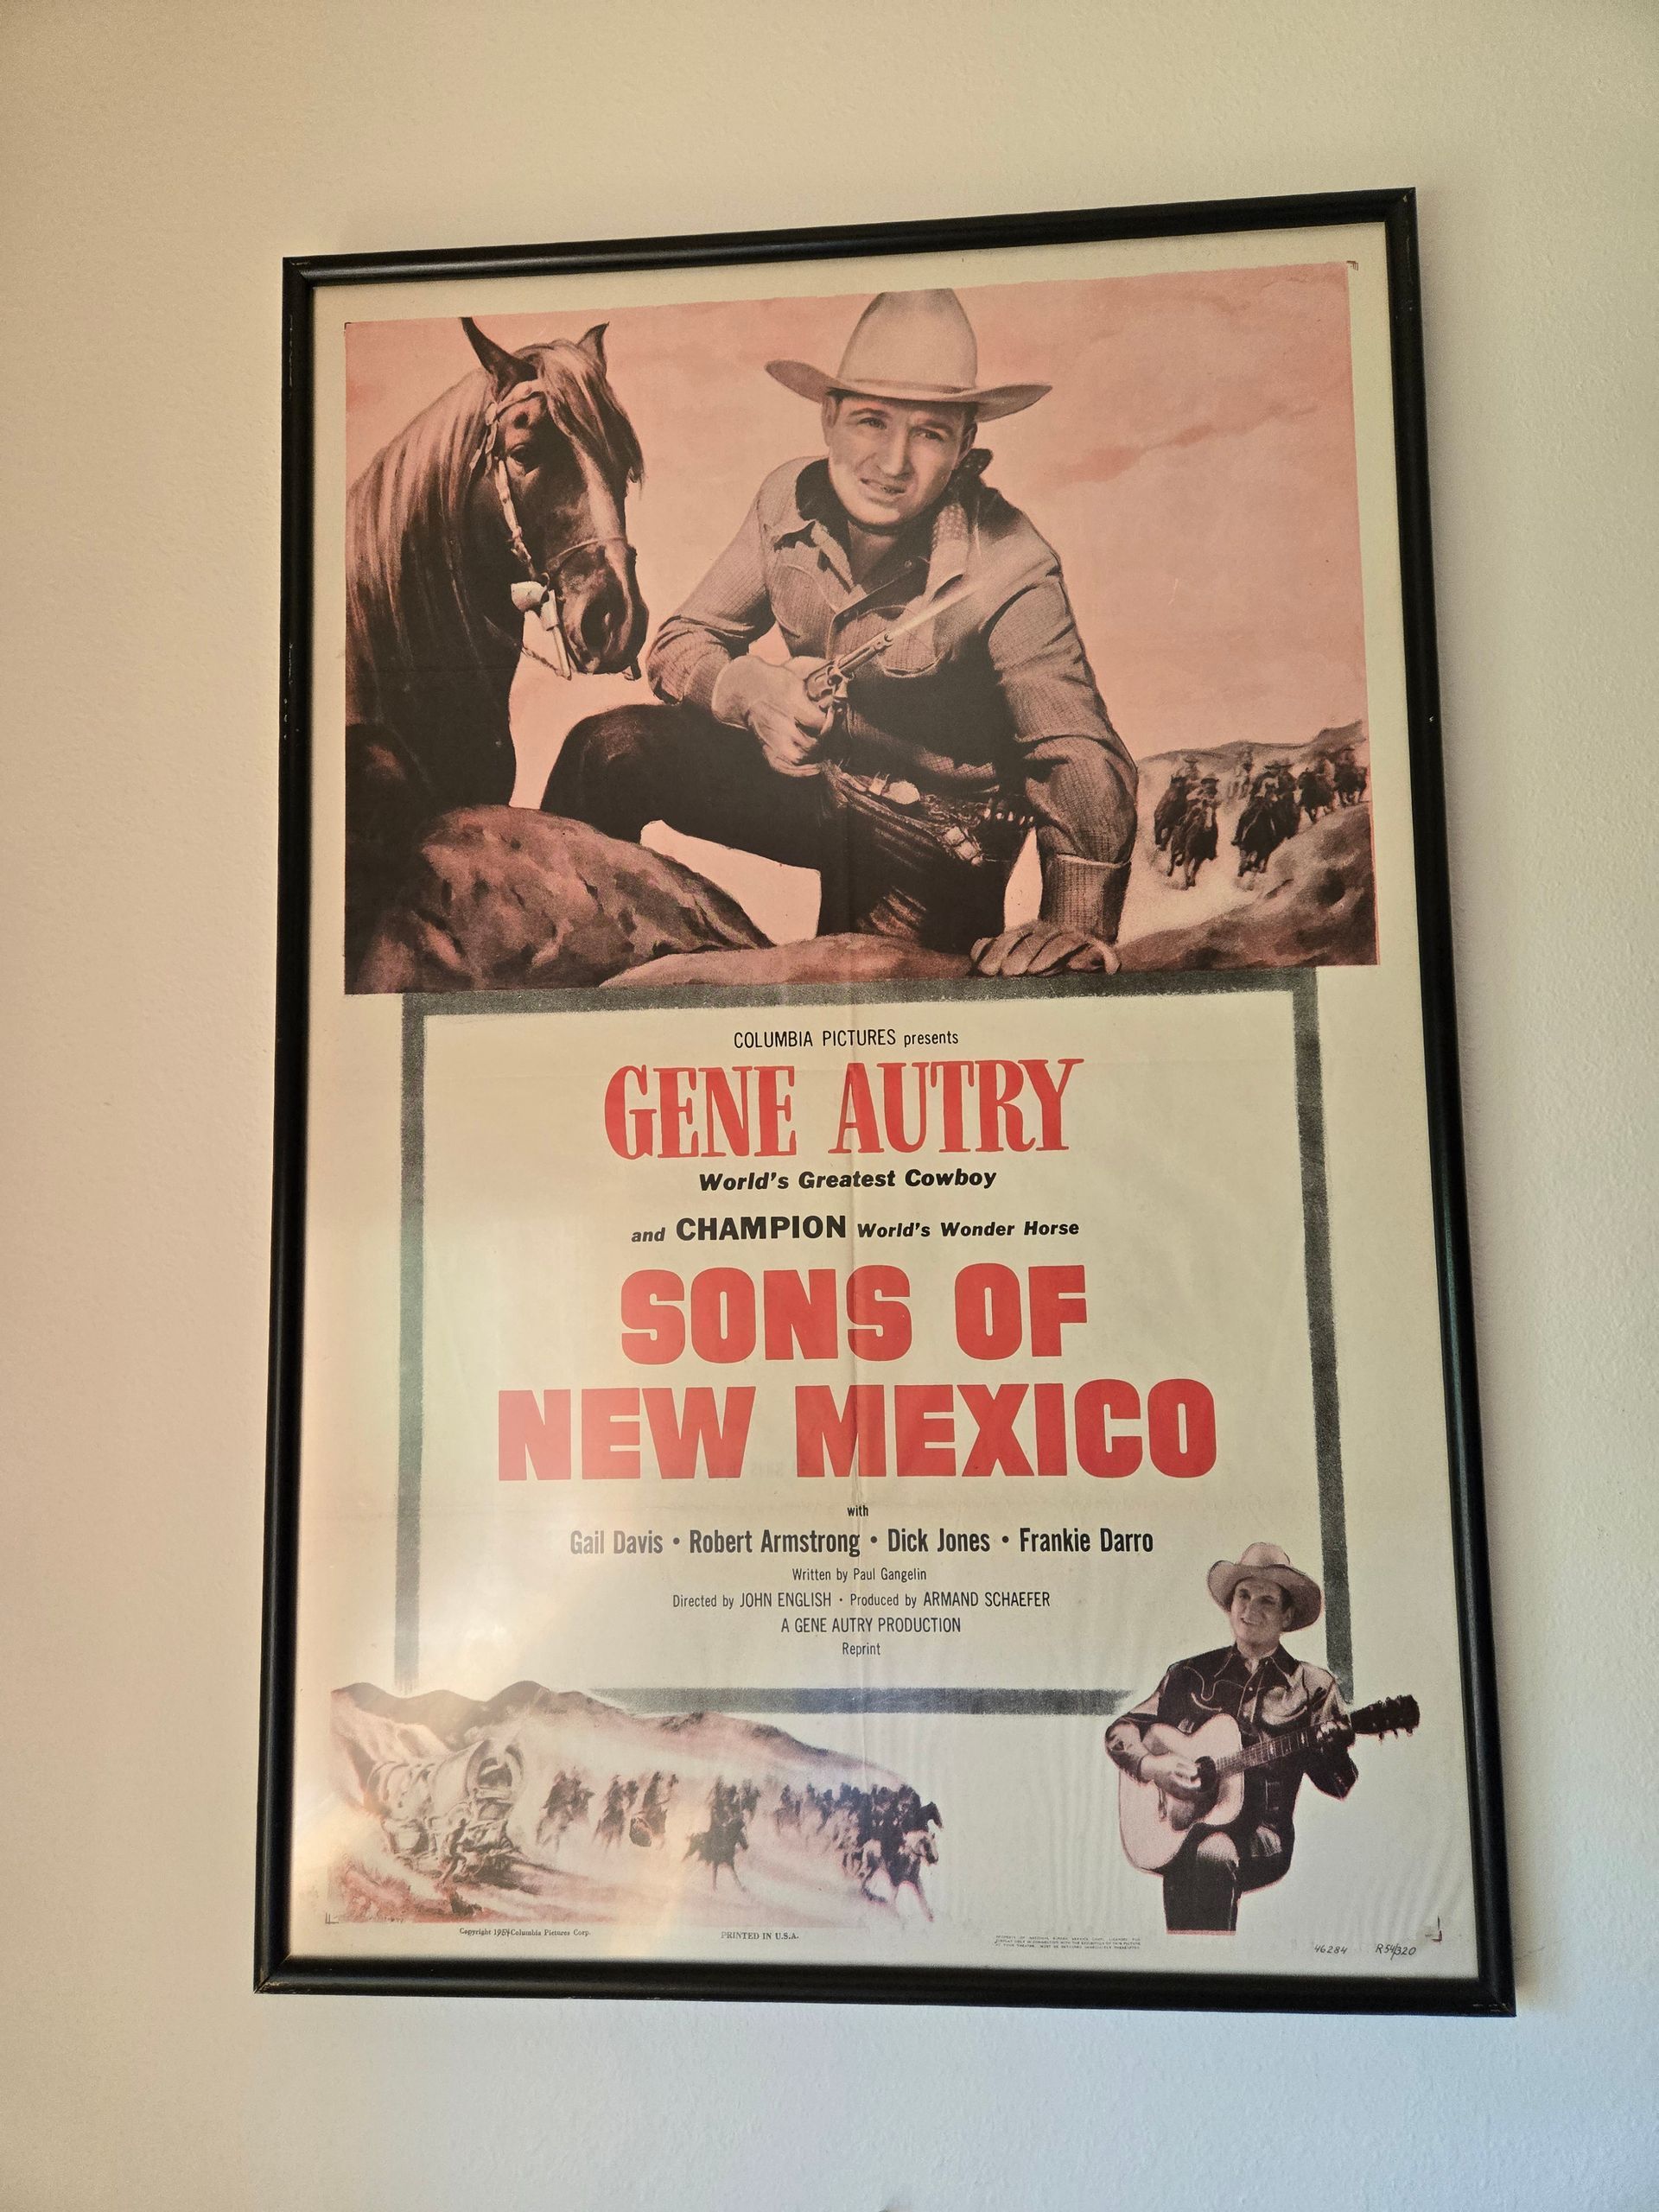 COLUMBIA PICTURES presents
GENE AUTRY
World's Greatest Cowboy
and CHAMPION World's Wonder Horse
SONS OF
NEW MEXICO
with
Gail Davis • Robert Armstrong • Dick Jones • Frankie Darro
Written by Paul Gangelin
Directed by JOHN ENGLISH • Produced by ARMAND SCHAEFER
A GENE AUTRY PRODUCTION
Reprint
Copyright 1954 Columbia Pictures Corp.
PRINTED IN U.S.A.
46284 R54/320